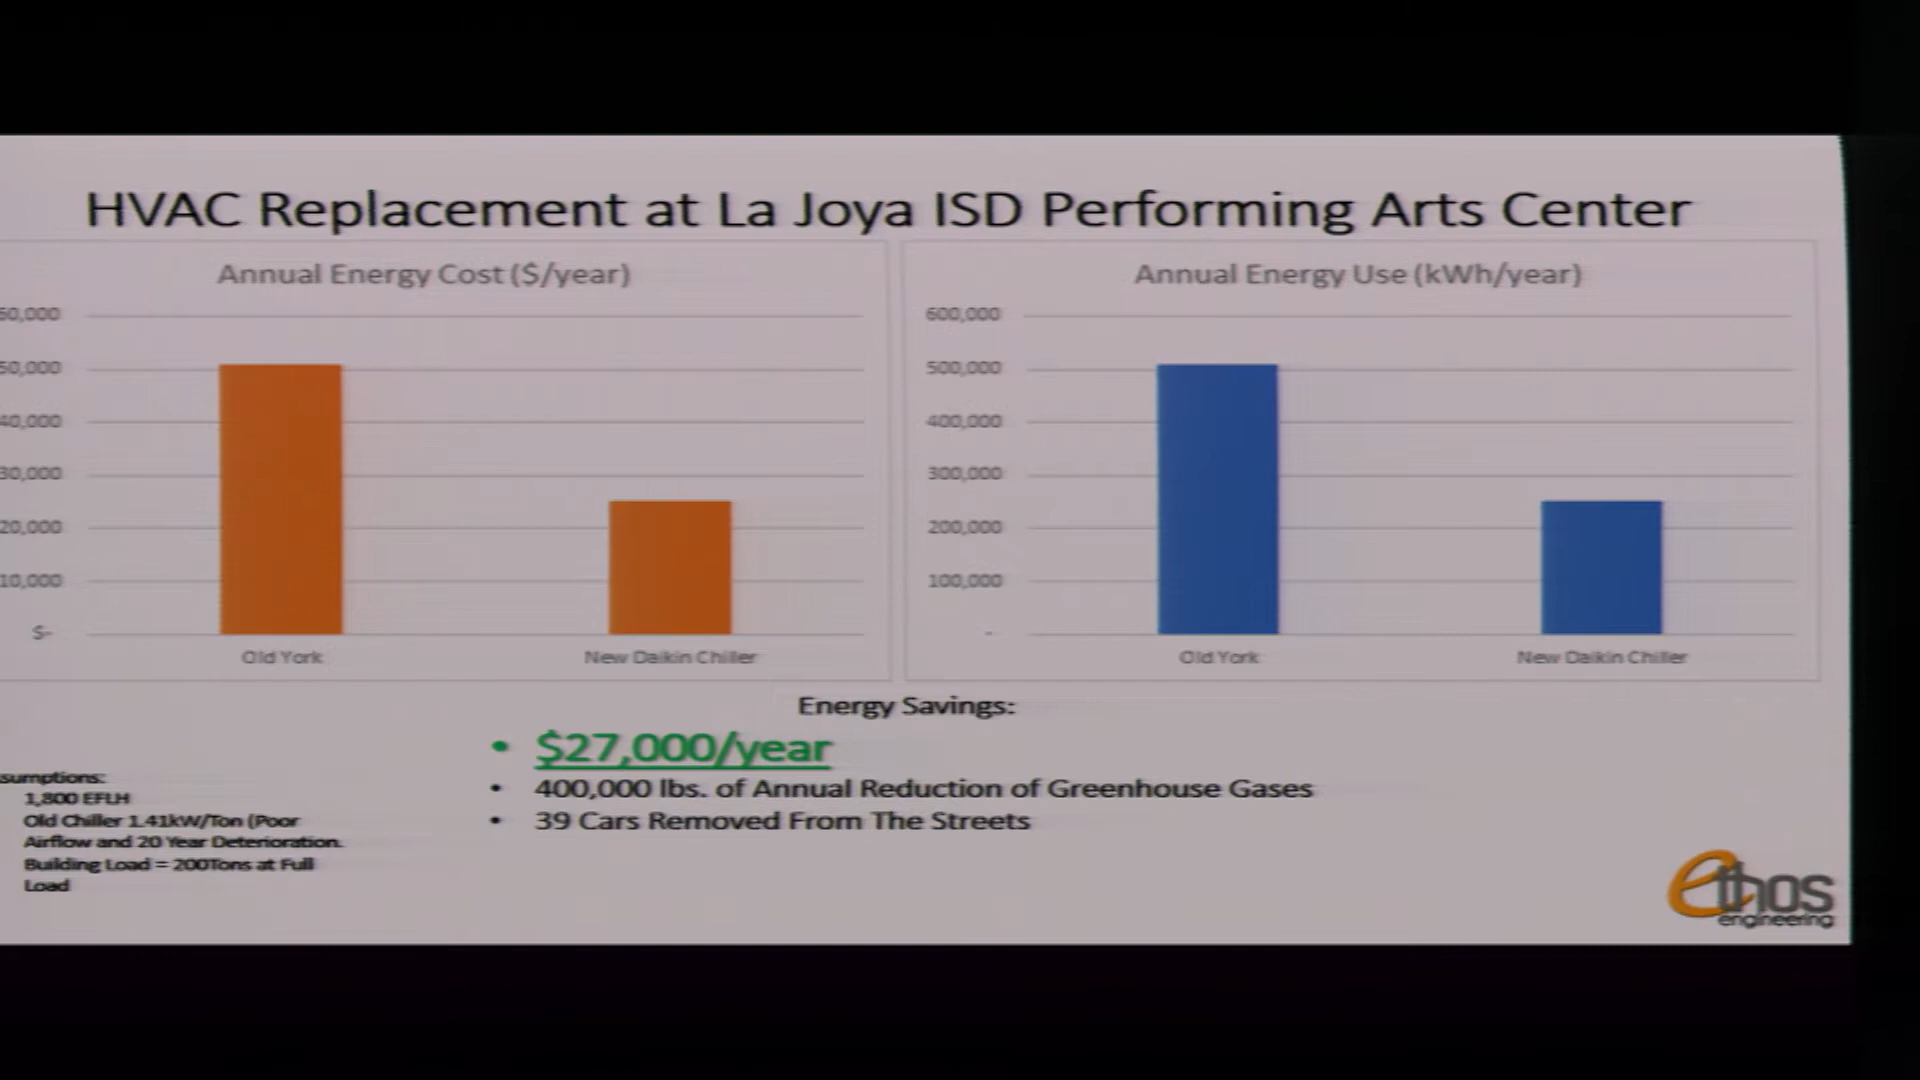 HVAC Replacement at La Joya ISD Performing Arts Center
Annual Energy Cost ($/year)
50,000
40,000
30,000
20,000
10,000
$-
Old York
New Daikin Chiller
Annual Energy Use (kWh/year)
600,000
500,000
400,000
300,000
200,000
100,000
-
Old York
New Daikin Chiller
Energy Savings:
• $27,000/year
• 400,000 lbs. of Annual Reduction of Greenhouse Gases
• 39 Cars Removed From The Streets
sumptions:
1,800 EFLH
Old Chiller 1.41kW/Ton (Poor
Airflow and 20 Year Deterioration.
Building Load = 200Tons at Full
Load
ethos
engineering